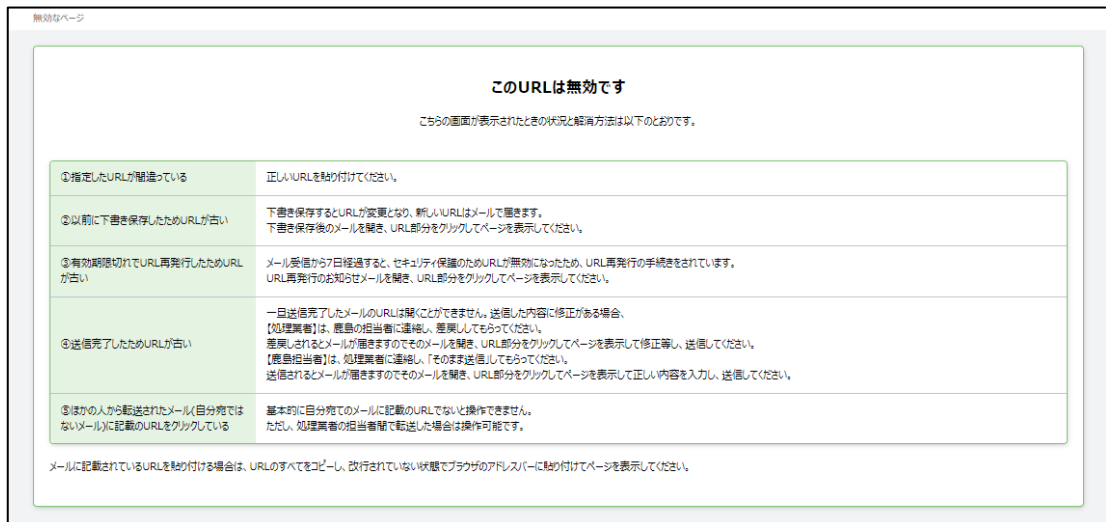 無効なページ
このURLは無効です
こちらの画面が表示されたときの状況と解消方法は以下のとおりです。
①指定したURLが間違っている
正しいURLを貼り付けてください。
②以前に下書き保存したためURLが古い
下書き保存するとURLが変更となり、新しいURLはメールで届きます。
下書き保存後のメールを開き、URL部分をクリックしてページを表示してください。
③有効期限切れでURL再発行したためURL
が古い
メール受信から7日経過すると、セキュリティ保護のためURLが無効になったため、URL再発行の手続きをされています。
URL再発行のお知らせメールを開き、URL部分をクリックしてページを表示してください。
④送信完了したためURLが古い
一旦送信完了したメールのURLは開くことができません。送信した内容に修正がある場合、
【処理業者】は、鹿島の担当者に連絡し、差戻ししてもらってください。
差戻しされるとメールが届きますのでそのメールを開き、URL部分をクリックしてページを表示して修正等し、送信してください。
【鹿島担当者】は、処理業者に連絡し、「そのまま送信」してもらってください。
送信されるとメールが届きますのでそのメールを開き、URL部分をクリックしてページを表示して正しい内容を入力し、送信してください。
⑤ほかの人から転送されたメール(自分宛では
ないメール)に記載のURLをクリックしている
基本的に自分宛てのメールに記載のURLでないと操作できません。
ただし、処理業者の担当者間で転送した場合は操作可能です。
メールに記載されているURLを貼り付ける場合は、URLのすべてをコピーし、改行されていない状態でブラウザのアドレスバーに貼り付けてページを表示してください。